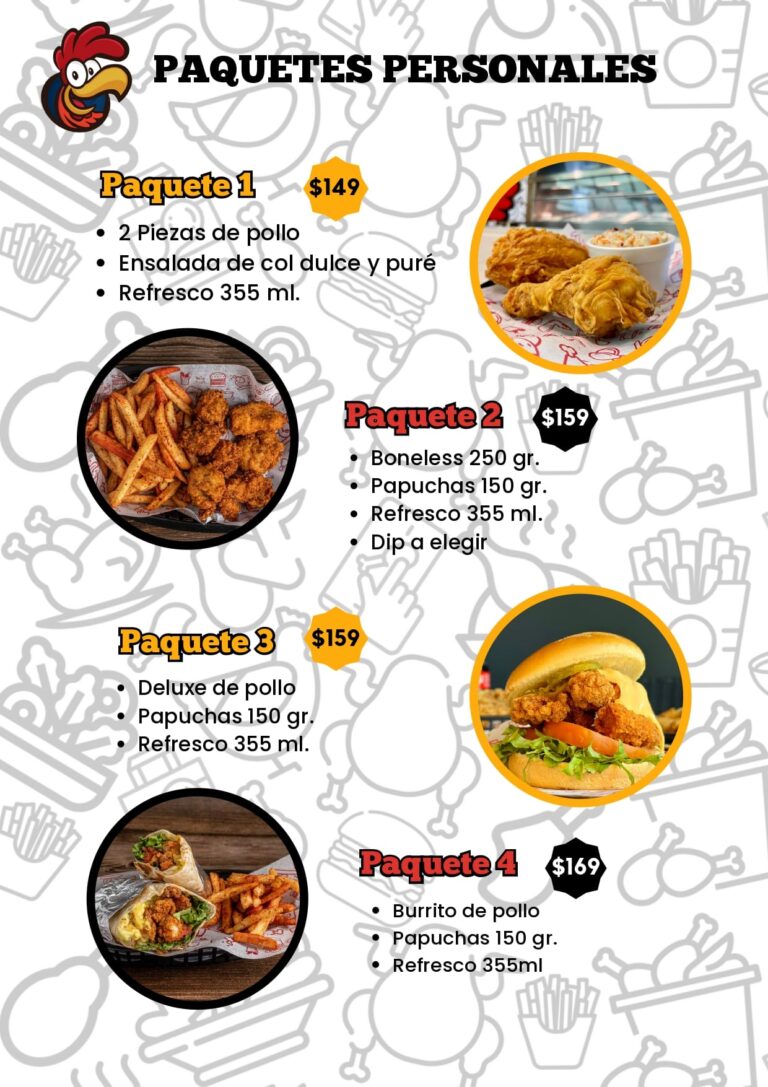 PAQUETES PERSONALES
Paquete 1
$149
• 2 Piezas de pollo
• Ensalada de col dulce y puré
• Refresco 355 ml.
Paquete 2
$159
• Boneless 250 gr.
• Papuchas 150 gr.
• Refresco 355 ml.
• Dip a elegir
Paquete 3
$159
• Deluxe de pollo
• Papuchas 150 gr.
• Refresco 355 ml.
Paquete 4
$169
• Burrito de pollo
• Papuchas 150 gr.
• Refresco 355ml